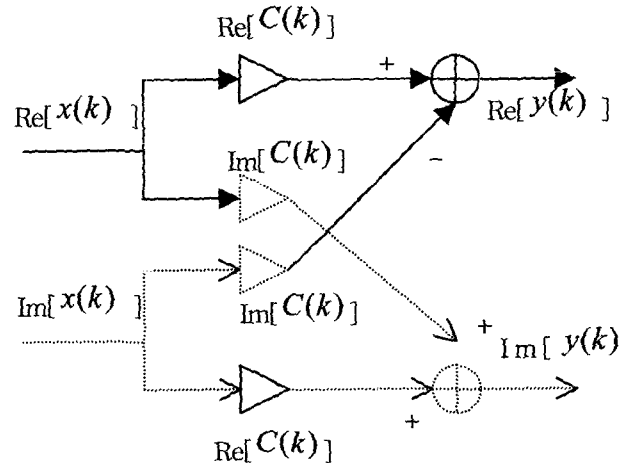 Re[ C(k) ]
+
Re[ x(k) ]
Re[ y(k) ]
Im[ C(k) ]
−
Im[ x(k) ]
Im[ C(k) ]
+
Im[ y(k)
+
Re[ C(k) ]